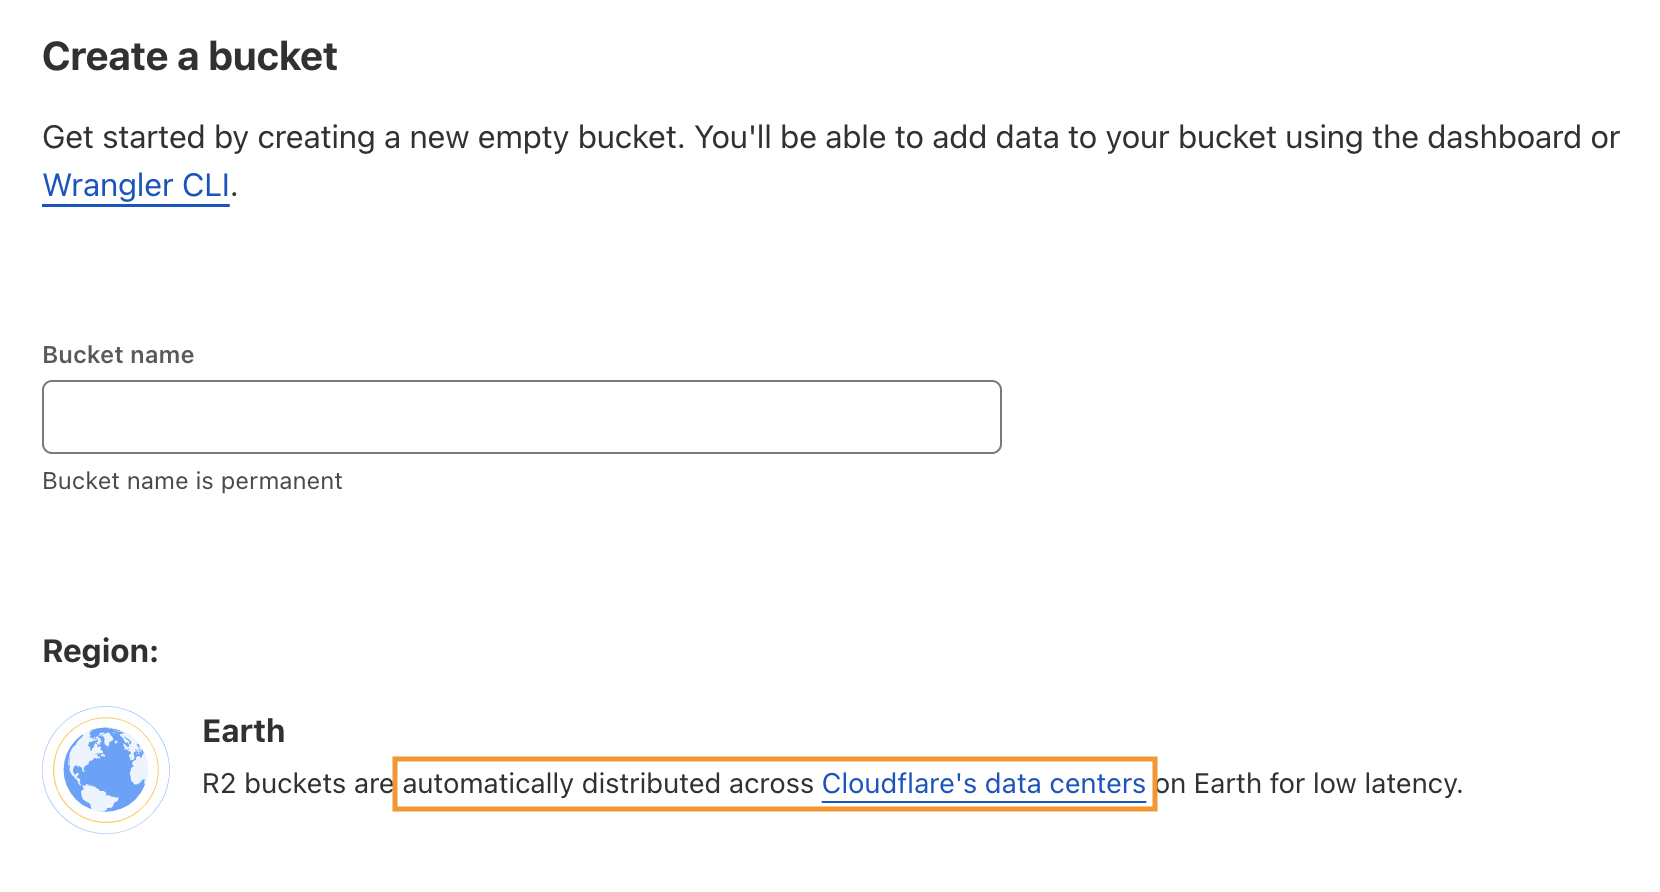 Create a bucket
Get started by creating a new empty bucket. You'll be able to add data to your bucket using the dashboard or
Wrangler CLI.
Bucket name
Bucket name is permanent
Region:
Earth
R2 buckets are automatically distributed across Cloudflare's data centers on Earth for low latency.